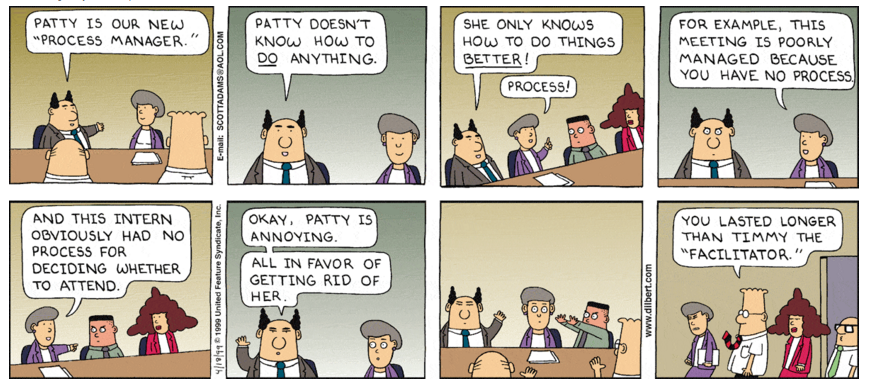 PATTY IS OUR NEW
"PROCESS MANAGER."
E-mail: SCOTTADAMS@AOL.COM
PATTY DOESN'T
KNOW HOW TO
DO ANYTHING.
SHE ONLY KNOWS
HOW TO DO THINGS
BETTER!
PROCESS!
FOR EXAMPLE, THIS
MEETING IS POORLY
MANAGED BECAUSE
YOU HAVE NO PROCESS.
AND THIS INTERN
OBVIOUSLY HAD NO
PROCESS FOR
DECIDING WHETHER
TO ATTEND.
4/18/99 © 1999 United Feature Syndicate, Inc.
OKAY, PATTY IS
ANNOYING.
ALL IN FAVOR OF
GETTING RID OF
HER.
www.dilbert.com
YOU LASTED LONGER
THAN TIMMY THE
"FACILITATOR."